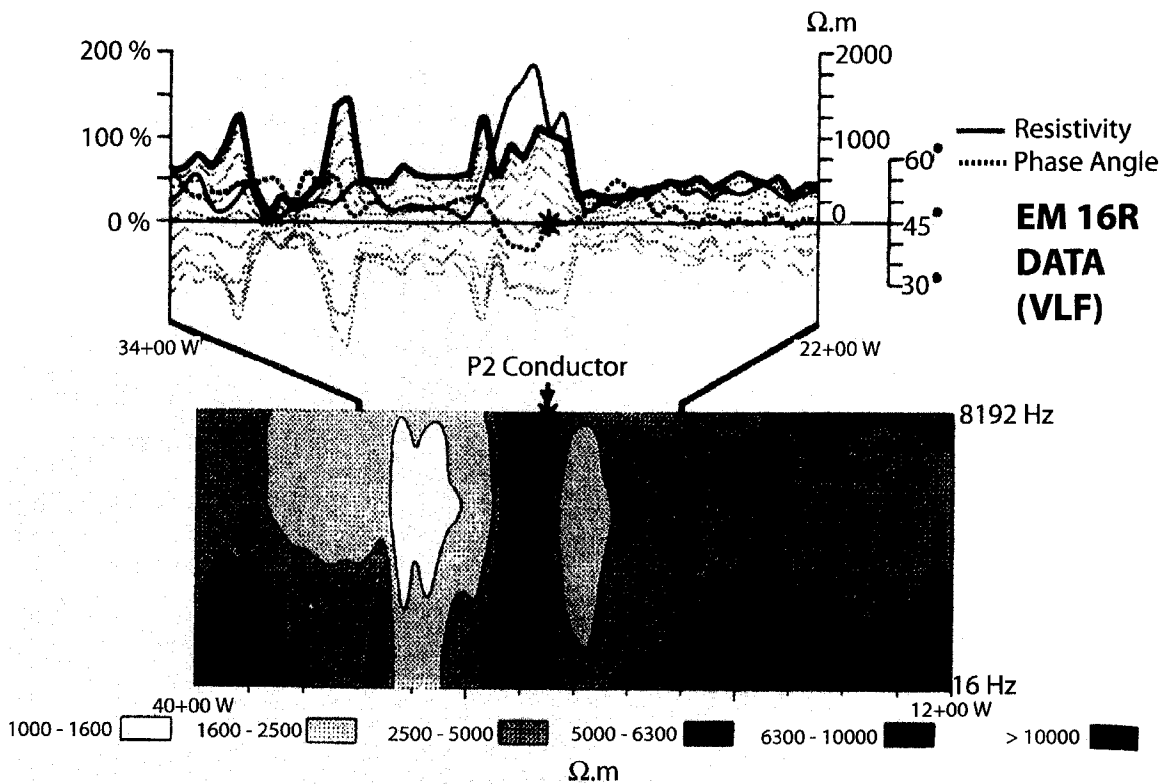 Ω.m
200 %
2000
100 %
1000
Resistivity
60°
Phase Angle
0 %
0
45°
EM 16R
DATA
(VLF)
30°
34+00 W
22+00 W
P2 Conductor
8192 Hz
16 Hz
40+00 W
12+00 W
1000 - 1600
1600 - 2500
2500 - 5000
5000 - 6300
6300 - 10000
> 10000
Ω.m